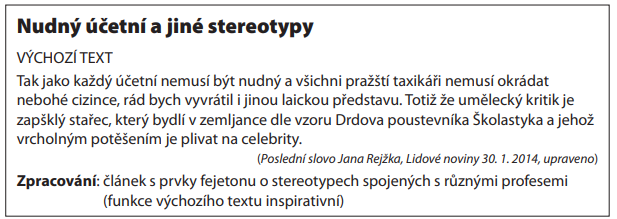 Nudný účetní a jiné stereotypy
VÝCHOZÍ TEXT
Tak jako každý účetní nemusí být nudný a všichni pražští taxikáři nemusí okrádat
nebohé cizince, rád bych vyvrátil i jinou laickou představu. Totiž že umělecký kritik je
zapšklý stařec, který bydlí v zemljance dle vzoru Drdova poustevníka Školastyka a jehož
vrcholným potěšením je plivat na celebrity.
(Poslední slovo Jana Rejžka, Lidové noviny 30. 1. 2014, upraveno)
Zpracování: článek s prvky fejetonu o stereotypech spojených s různými profesemi
(funkce výchozího textu inspirativní)